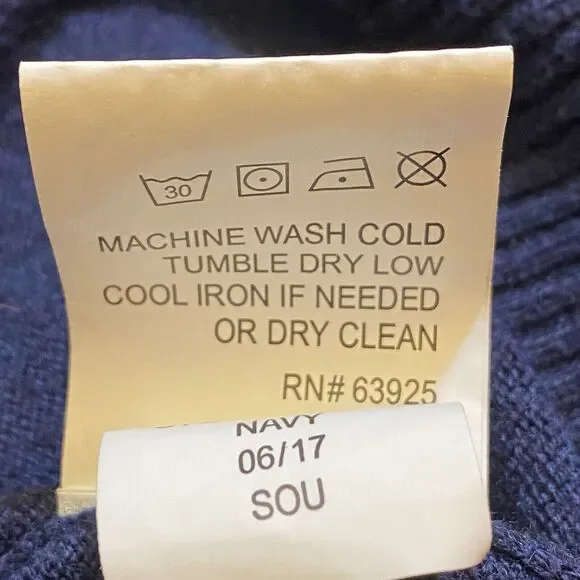 30
MACHINE WASH COLD
TUMBLE DRY LOW
COOL IRON IF NEEDED
OR DRY CLEAN
RN# 63925
NAVY
06/17
SOU